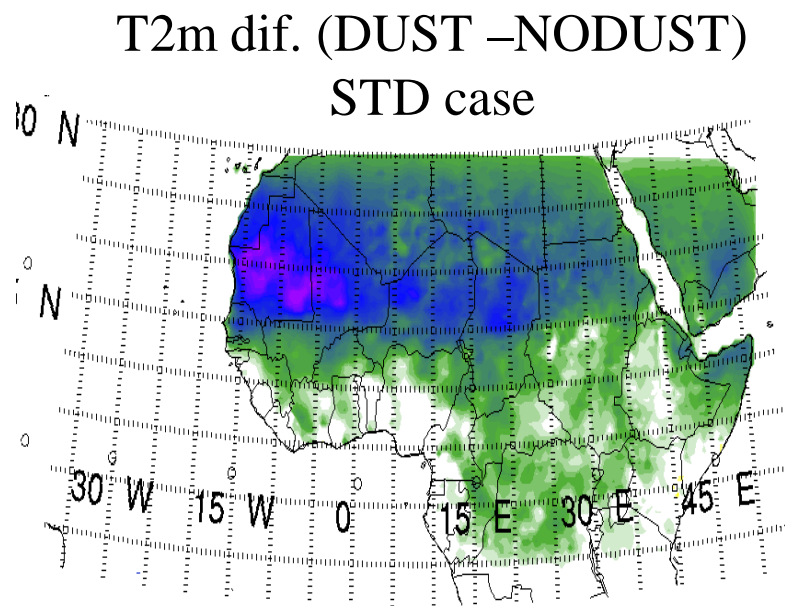 T2m dif. (DUST –NODUST)
STD case
N
N
30 W 15 W 0 15 E 30 E 45 E